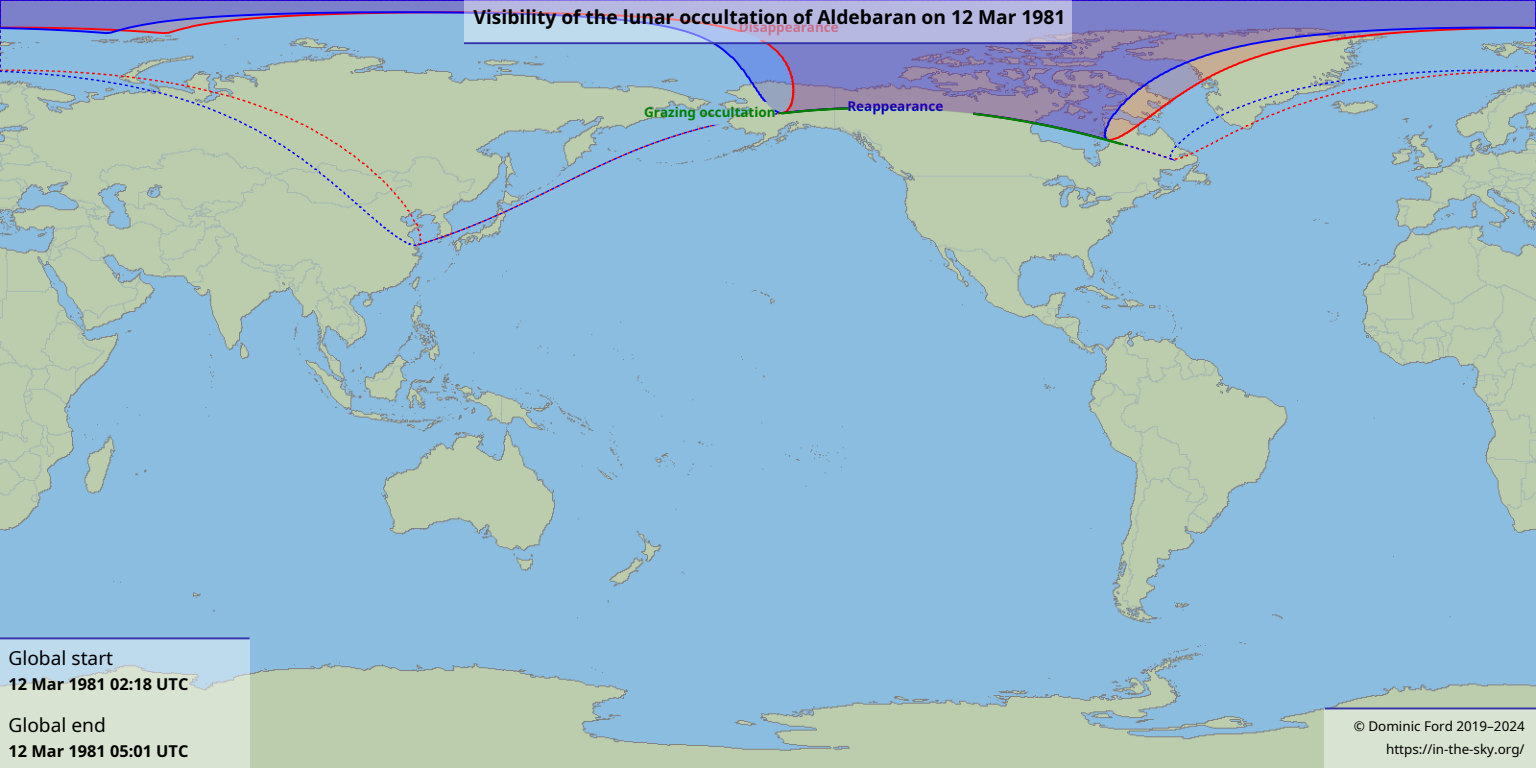 Visibility of the lunar occultation of Aldebaran on 12 Mar 1981
Disappearance
Grazing occultation
Reappearance
Global start
12 Mar 1981 02:18 UTC
Global end
12 Mar 1981 05:01 UTC
© Dominic Ford 2019–2024
https://in-the-sky.org/